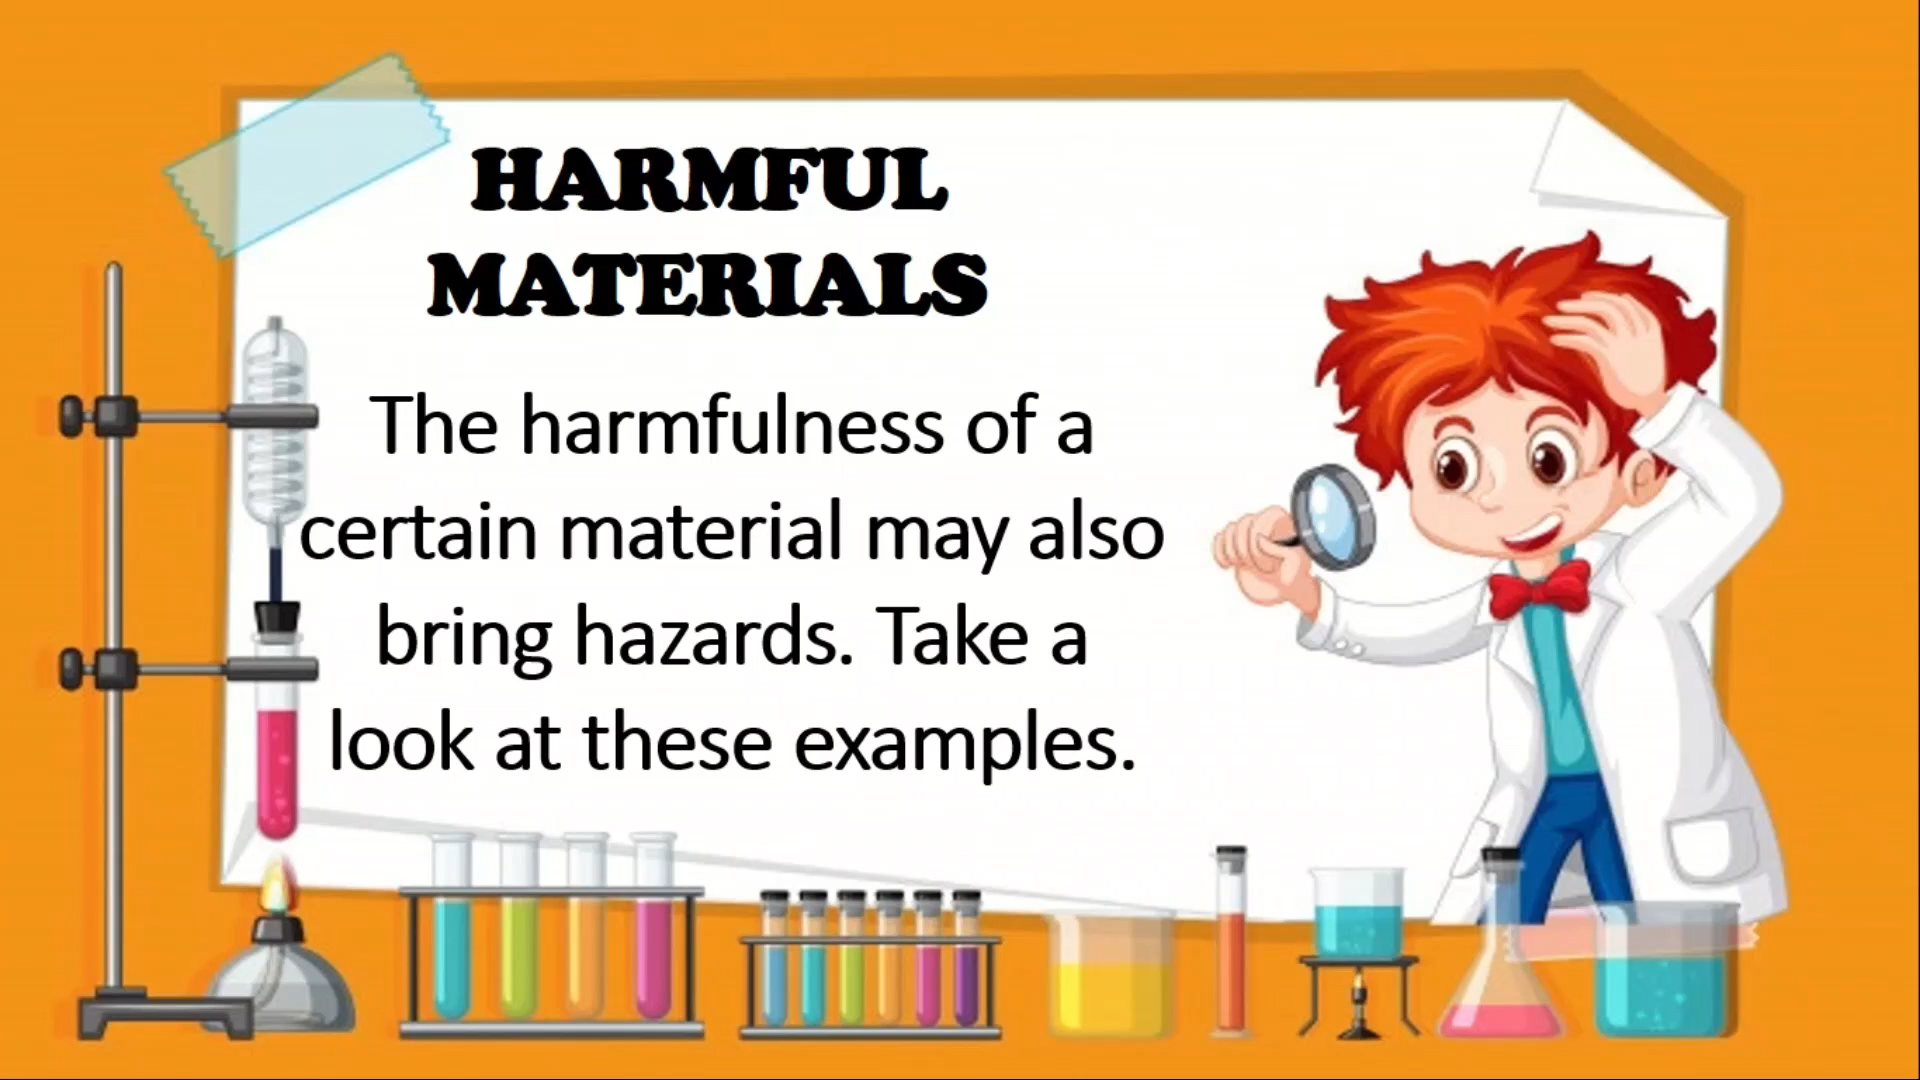 HARMFUL
MATERIALS
The harmfulness of a
certain material may also
bring hazards. Take a
look at these examples.